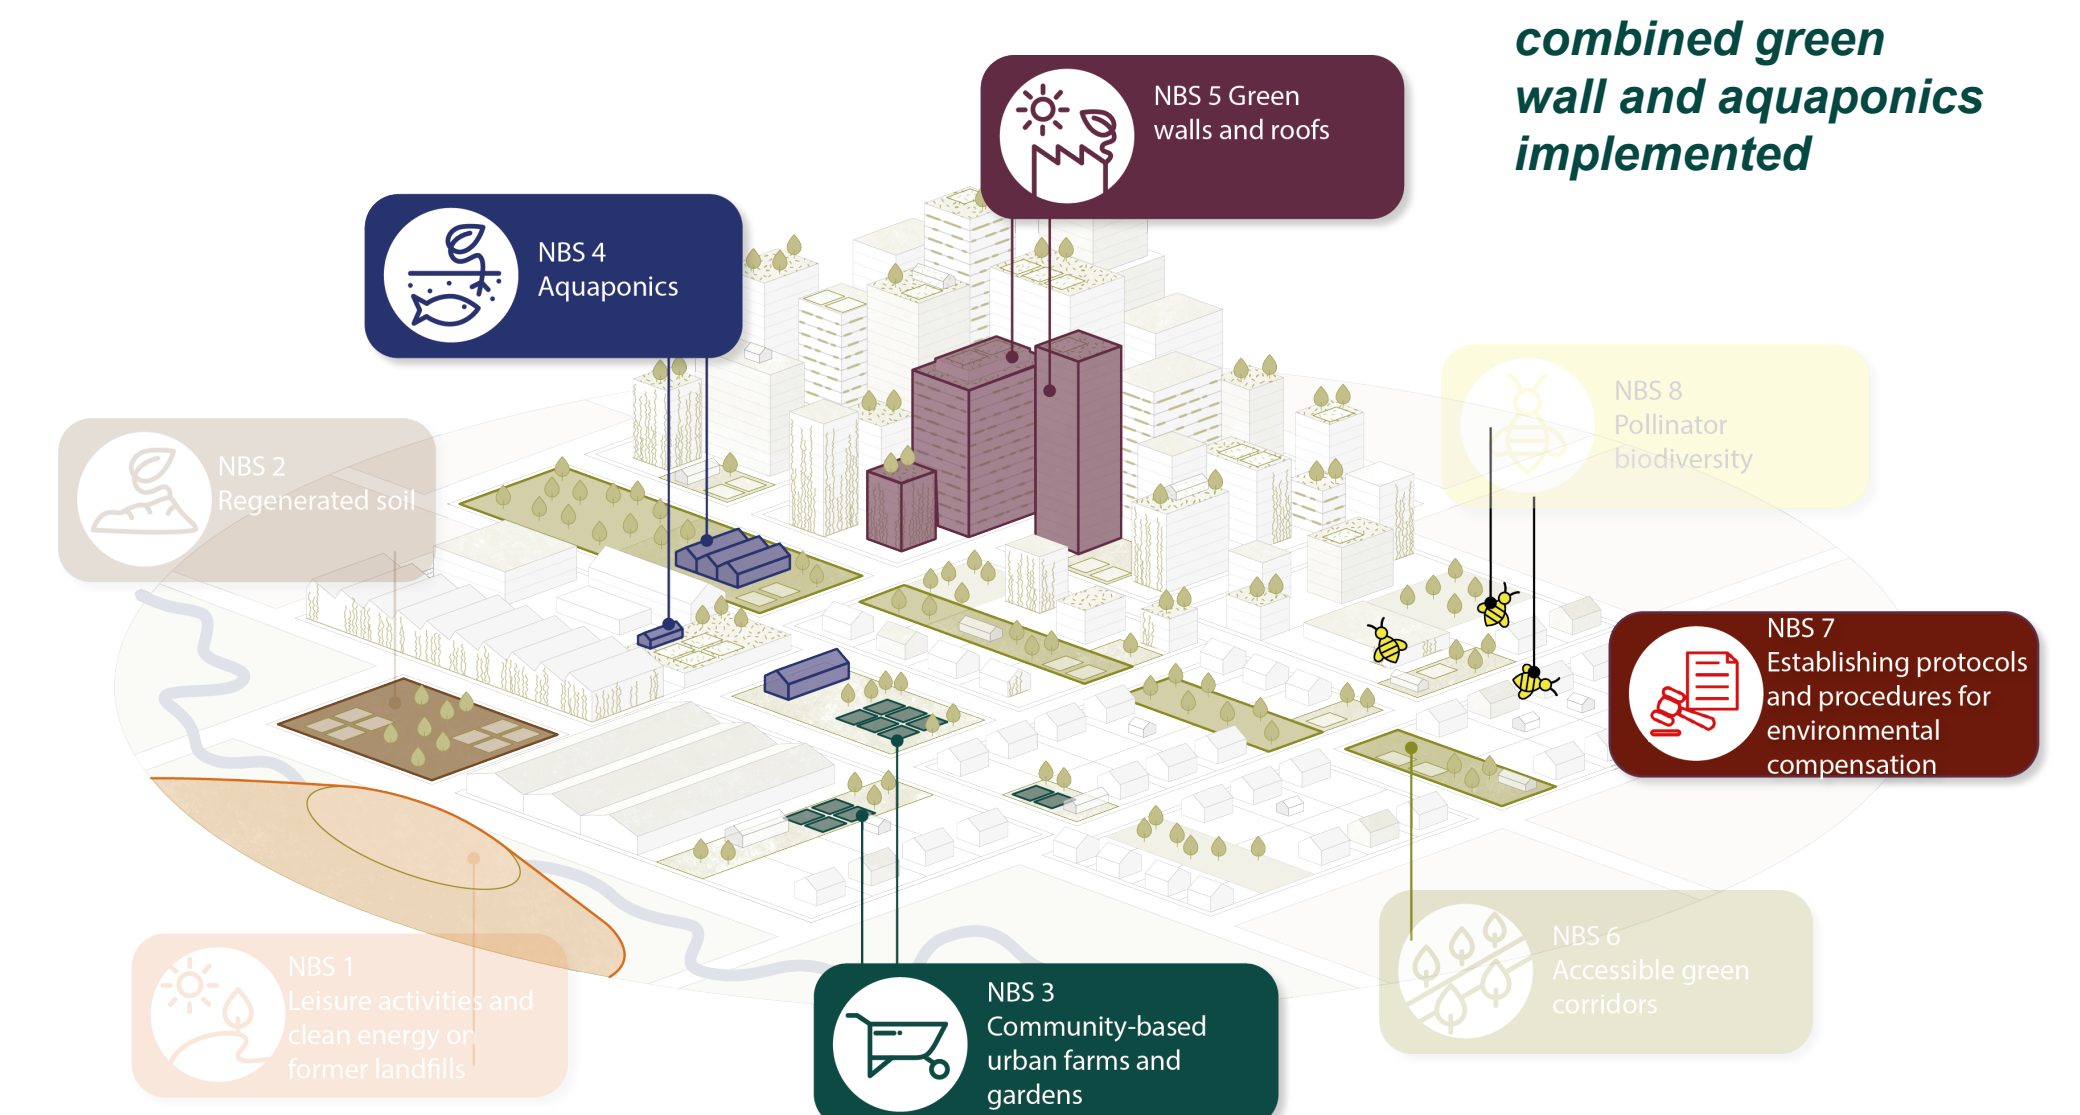 combined green
wall and aquaponics
implemented
NBS 5 Green
walls and roofs
NBS 4
Aquaponics
NBS 8
Pollinator
biodiversity
NBS 2
Regenerated soil
NBS 7
Establishing protocols
and procedures for
environmental
compensation
NBS 6
Accessible green
corridors
NBS 1
Leisure activities and
clean energy on
former landfills
NBS 3
Community-based
urban farms and
gardens